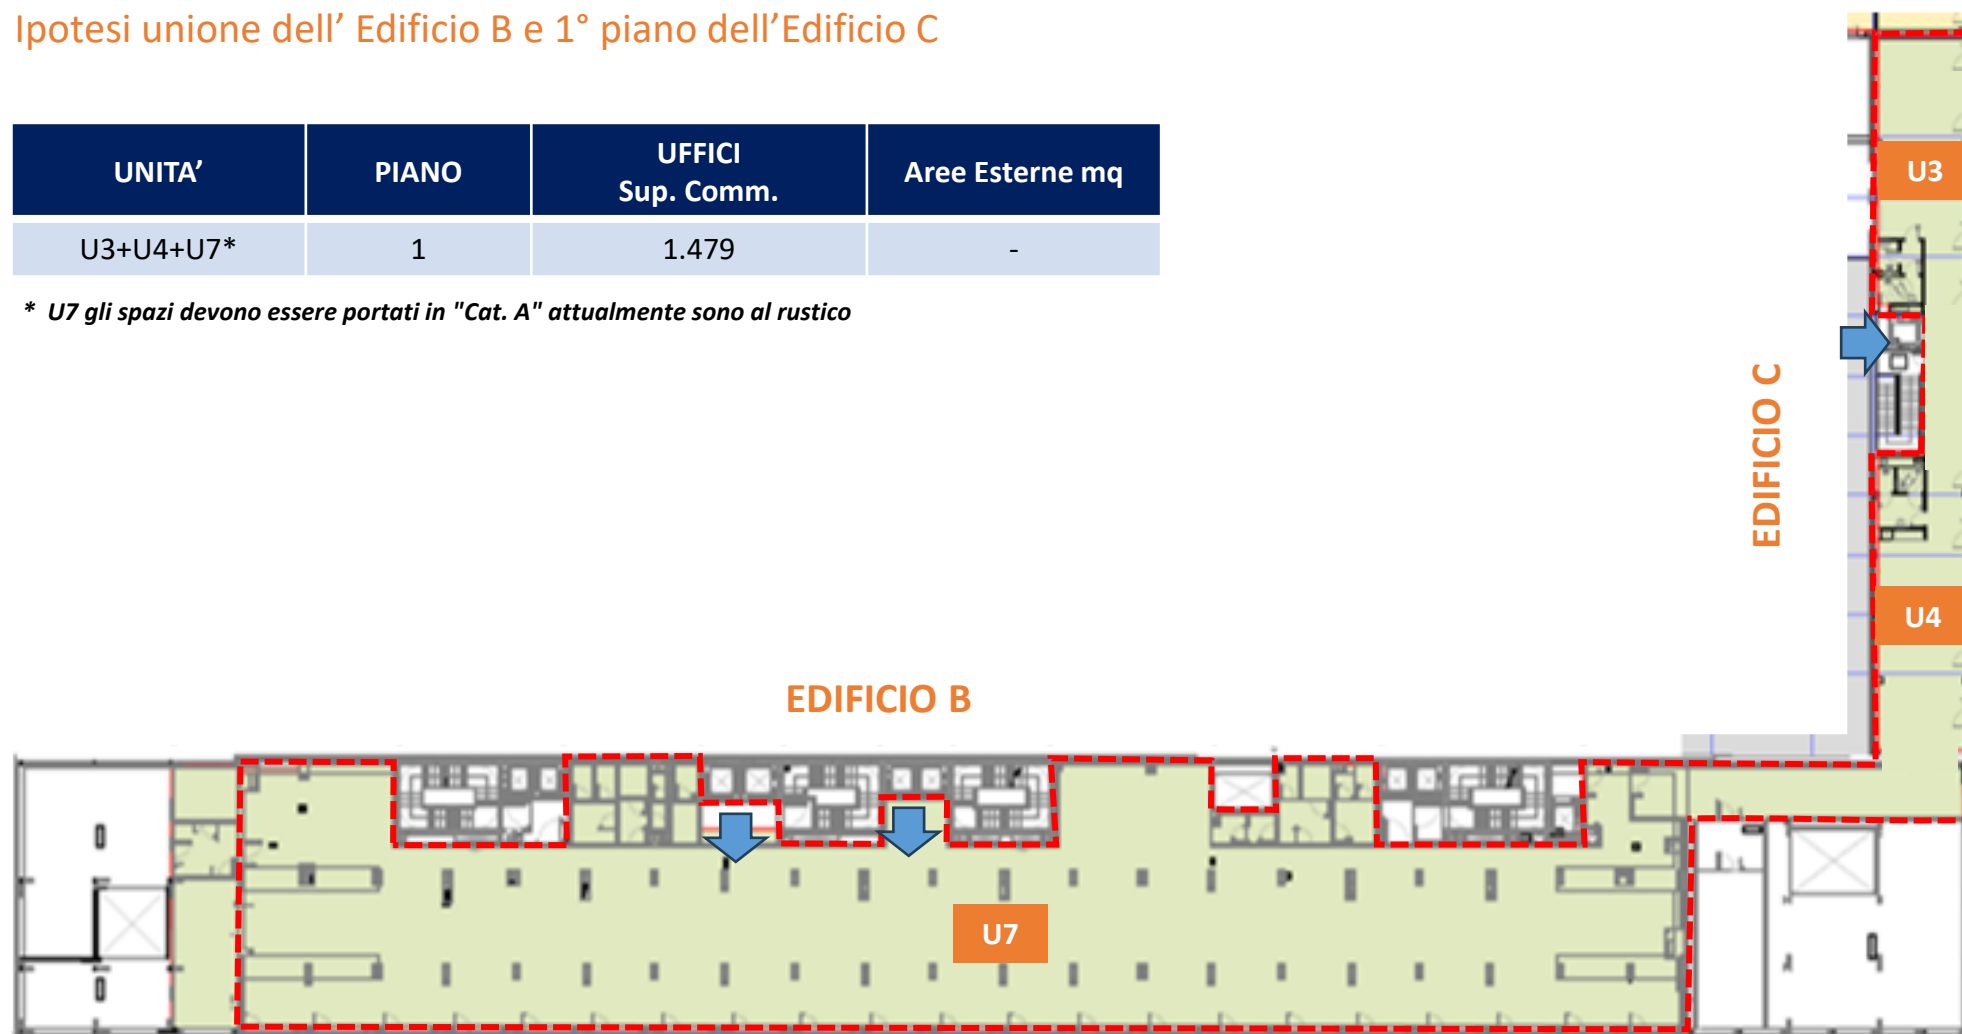 Ipotesi unione dell’ Edificio B e 1° piano dell’Edificio C
UNITA’ PIANO UFFICI Sup. Comm. Aree Esterne mq
U3+U4+U7* 1 1.479 -
* U7 gli spazi devono essere portati in "Cat. A" attualmente sono al rustico
U3
EDIFICIO C
U4
EDIFICIO B
U7